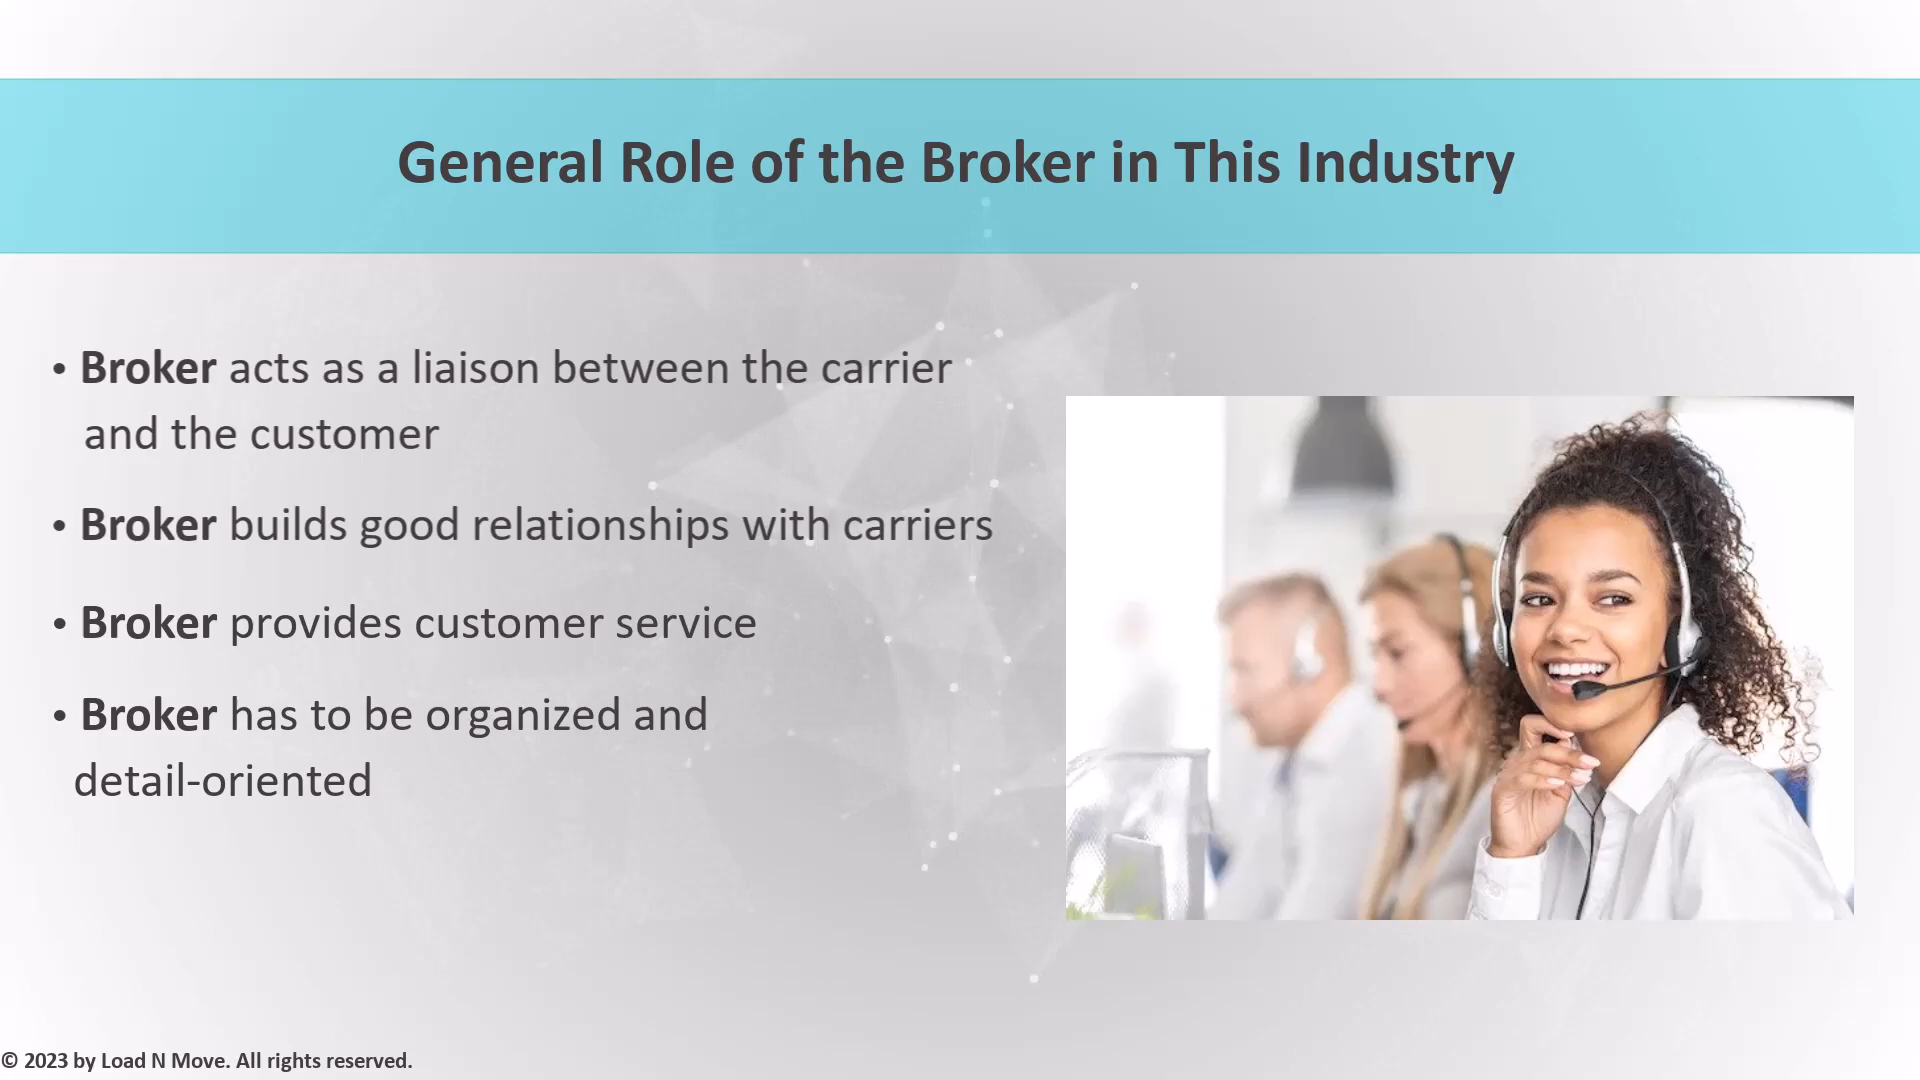 General Role of the Broker in This Industry
• Broker acts as a liaison between the carrier
and the customer
• Broker builds good relationships with carriers
• Broker provides customer service
• Broker has to be organized and
detail-oriented
© 2023 by Load N Move. All rights reserved.